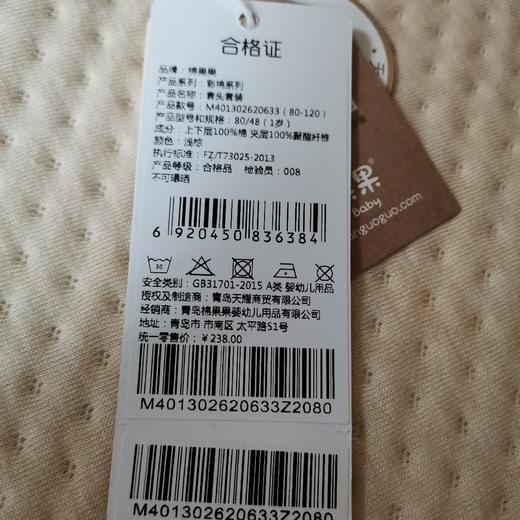 合格证
品牌：棉果果
产品系列：彩棉系列
产品名称：套头套装
产品款号：M401302620633（80-120）
产品型号和规格：80/48（1岁）
成分：上下层100%棉 夹层100%聚酯纤维
颜色：浅棕
执行标准：FZ/T73025-2013
产品等级：合格品 检验员：008
不可曝晒
6 920450 836384
30
安全类别：GB31701-2015 A类 婴幼儿用品
授权及制造商：青岛天耀商贸有限公司
经销商：青岛棉果果婴幼儿用品有限公司
地址：青岛市 市南区 太平路51号
统一零售价：￥238.00
M401302620633Z2080
M401302620633Z2080
果
Baby
anguoguo.com